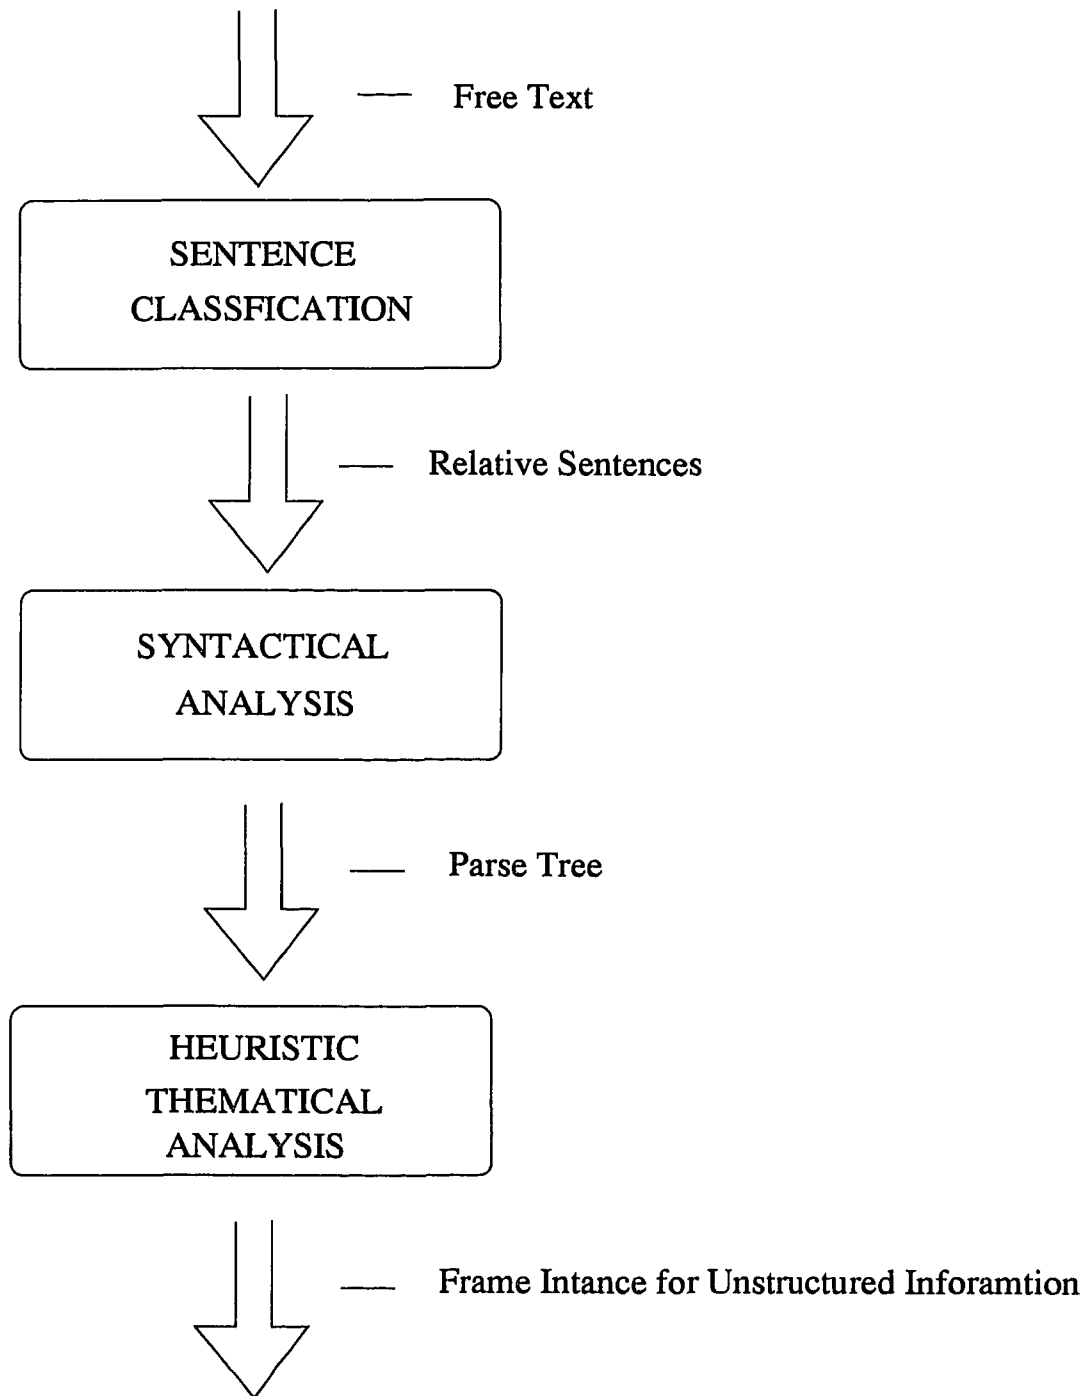 Free Text
SENTENCE
CLASSFICATION
Relative Sentences
SYNTACTICAL
ANALYSIS
Parse Tree
HEURISTIC
THEMATICAL
ANALYSIS
Frame Intance for Unstructured Inforamtion